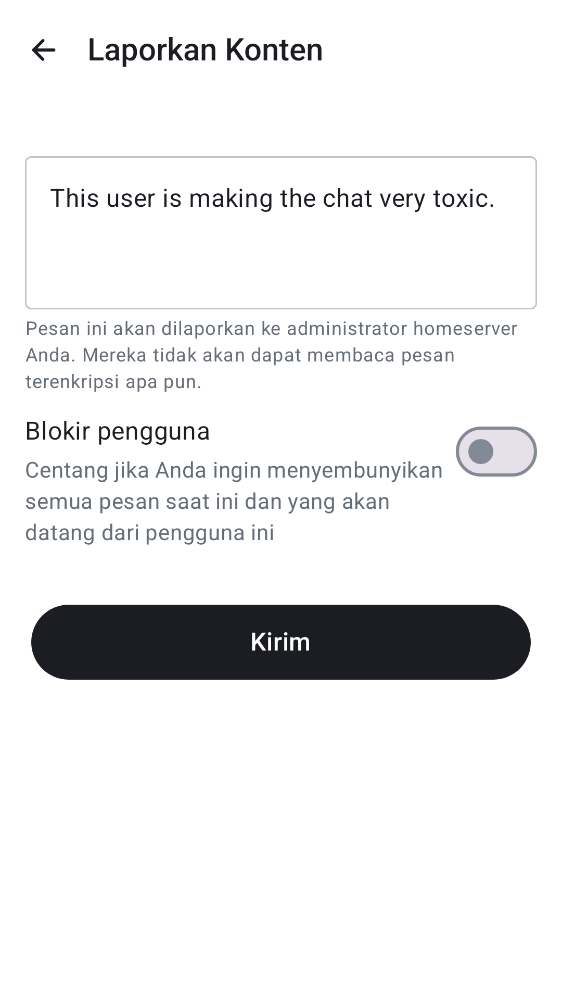 Laporkan Konten
This user is making the chat very toxic.
Pesan ini akan dilaporkan ke administrator homeserver
Anda. Mereka tidak akan dapat membaca pesan
terenkripsi apa pun.
Blokir pengguna
Centang jika Anda ingin menyembunyikan
semua pesan saat ini dan yang akan
datang dari pengguna ini
Kirim